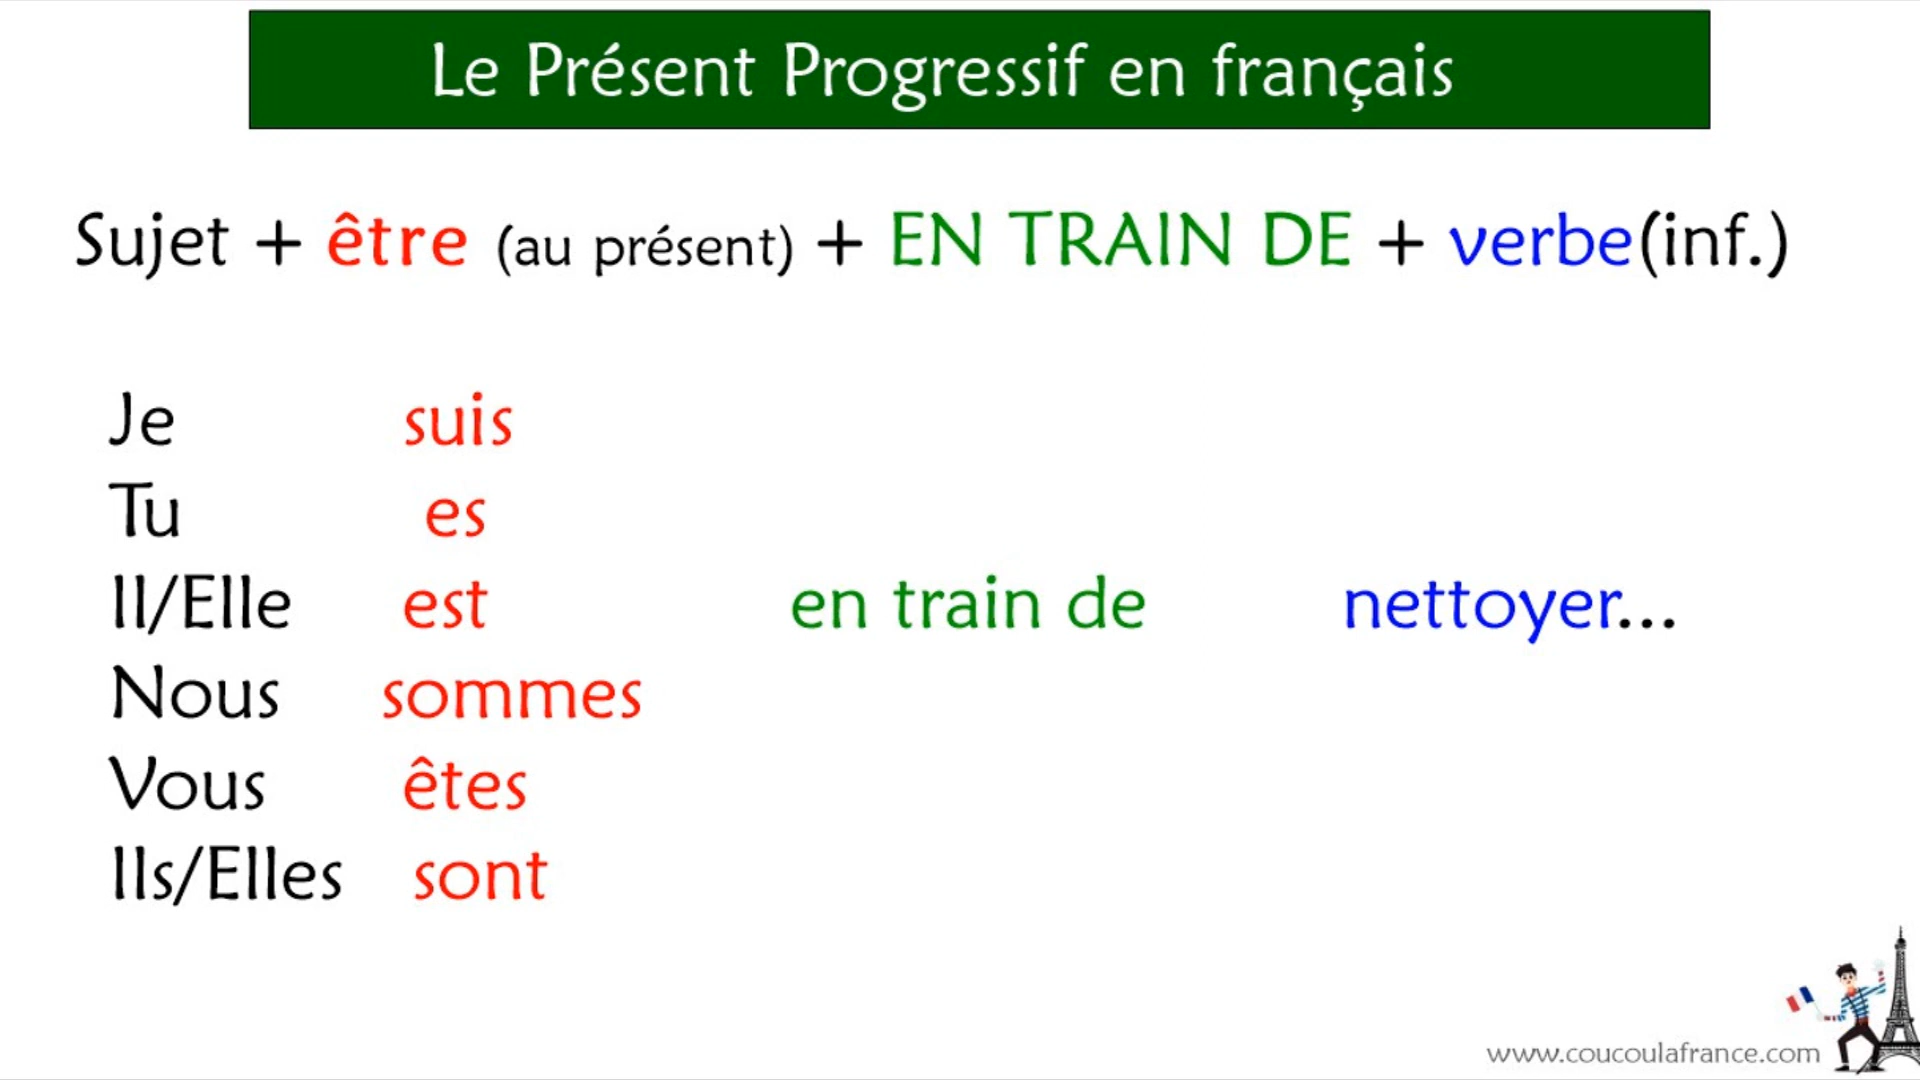 Le Présent Progressif en français
Sujet + être (au présent) + EN TRAIN DE + verbe(inf.)
Je suis
Tu es
Il/Elle est en train de nettoyer...
Nous sommes
Vous êtes
Ils/Elles sont
www.coucoulafrance.com